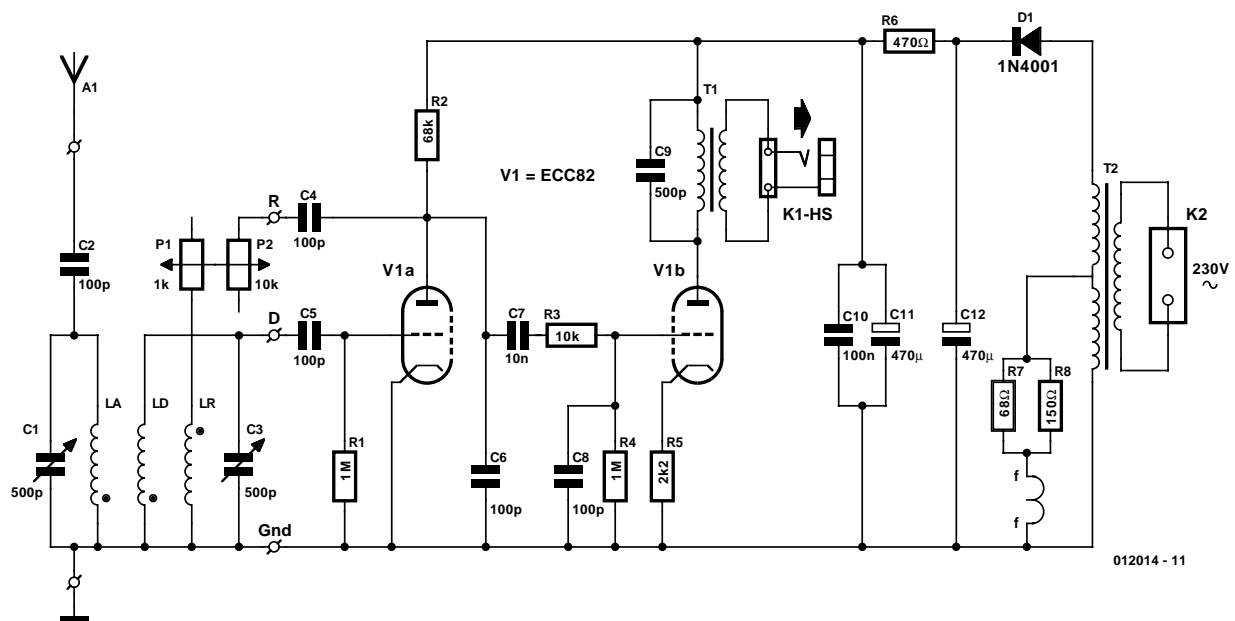 A1
C2
100p
C1
500p
LA
LD
LR
P1
1k
P2
10k
R
C4
100p
D
C5
100p
C3
500p
Gnd
R1
1M
R2
68k
V1a
C6
100p
C7
10n
R3
10k
C8
100p
R4
1M
R5
2k2
V1b
V1 = ECC82
C9
500p
T1
K1-HS
R6
470Ω
D1
1N4001
C10
100n
C11
470µ
C12
470µ
R7
68Ω
R8
150Ω
f
f
T2
K2
230V
~
012014 - 11